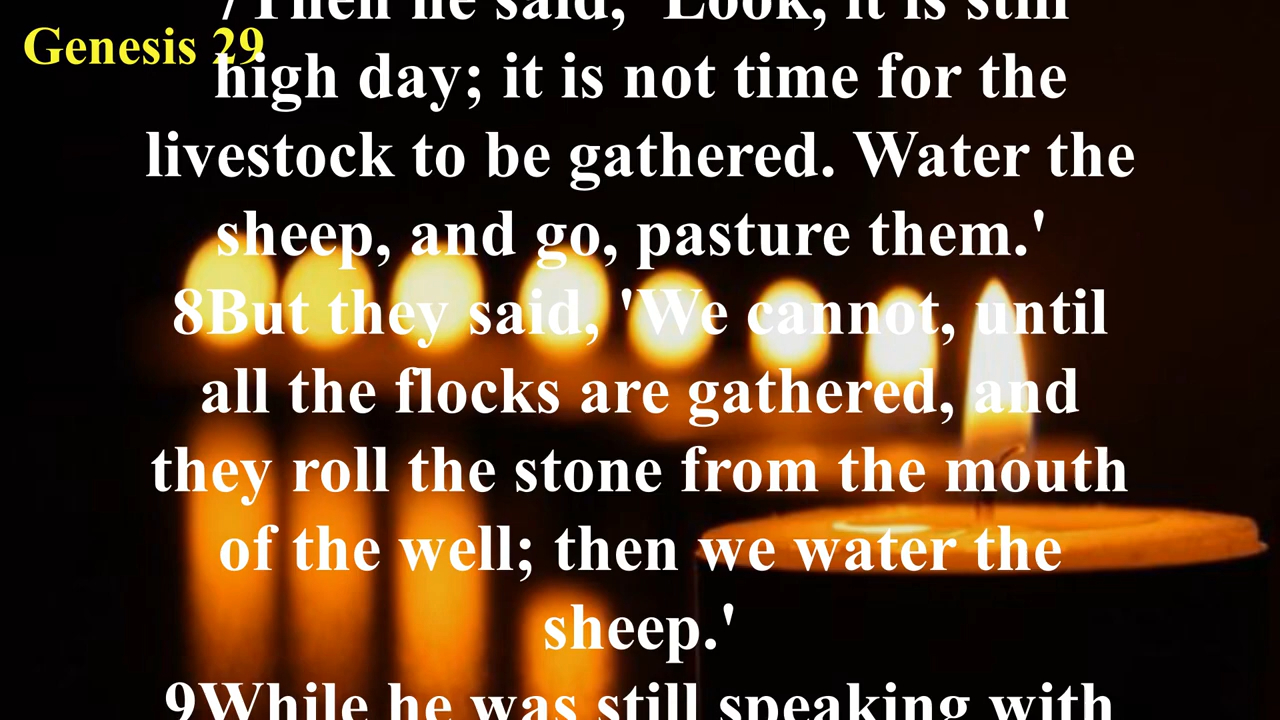 Genesis 29
7Then he said, 'Look, it is still
high day; it is not time for the
livestock to be gathered. Water the
sheep, and go, pasture them.'
8But they said, 'We cannot, until
all the flocks are gathered, and
they roll the stone from the mouth
of the well; then we water the
sheep.'
9While he was still speaking with